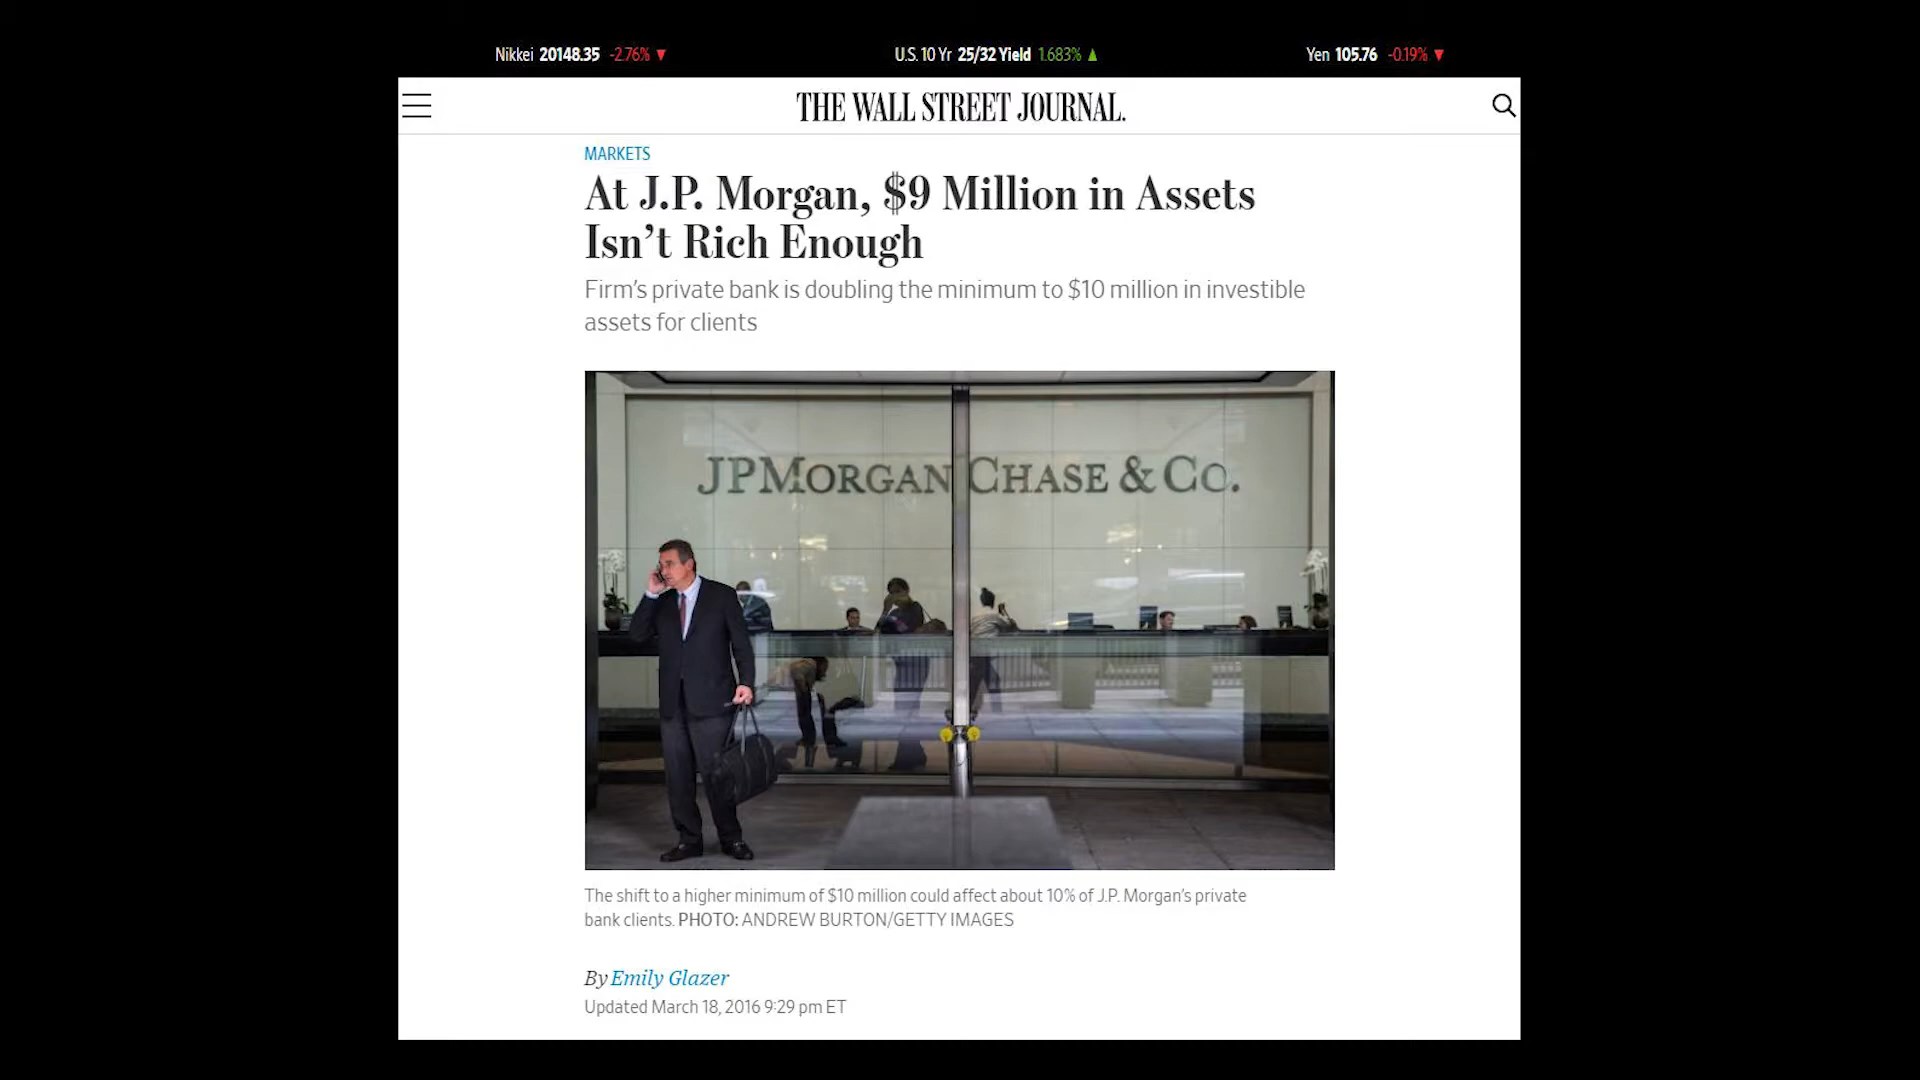 Nikkei 20148.35 -2.76% ▼
U.S. 10 Yr 25/32 Yield 1.683% ▲
Yen 105.76 -0.19% ▼
THE WALL STREET JOURNAL.
MARKETS
At J.P. Morgan, $9 Million in Assets
Isn’t Rich Enough
Firm’s private bank is doubling the minimum to $10 million in investible
assets for clients
JPMORGAN CHASE & CO.
The shift to a higher minimum of $10 million could affect about 10% of J.P. Morgan’s private
bank clients. PHOTO: ANDREW BURTON/GETTY IMAGES
By Emily Glazer
Updated March 18, 2016 9:29 pm ET